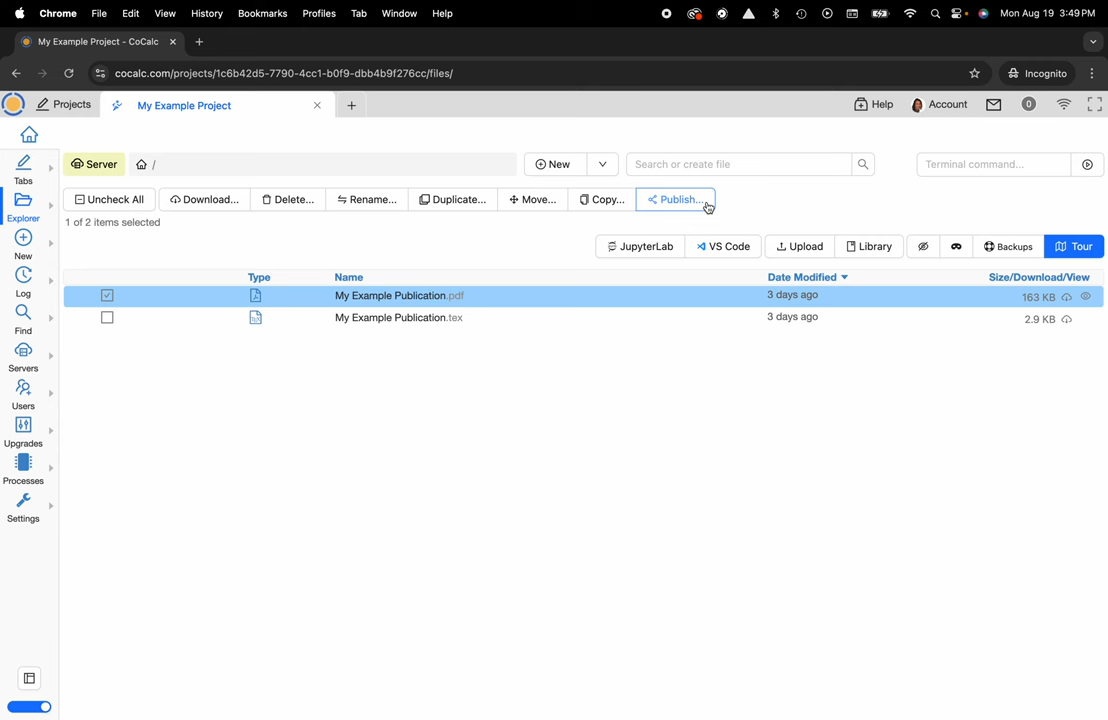 Chrome File Edit View History Bookmarks Profiles Tab Window Help Mon Aug 19 3:49 PM
My Example Project - CoCalc
cocalc.com/projects/1c6b42d5-7790-4cc1-b0f9-dbb4b9f276cc/files/ Incognito
Projects My Example Project Help Account 0
Server / New Search or create file Terminal command...
Tabs
Uncheck All Download... Delete... Rename... Duplicate... Move... Copy... Publish...
Explorer
1 of 2 items selected
JupyterLab VS Code Upload Library Backups Tour
New
Type Name Date Modified Size/Download/View
Log
My Example Publication.pdf 3 days ago 163 KB
My Example Publication.tex 3 days ago 2.9 KB
Find
Servers
Users
Upgrades
Processes
Settings